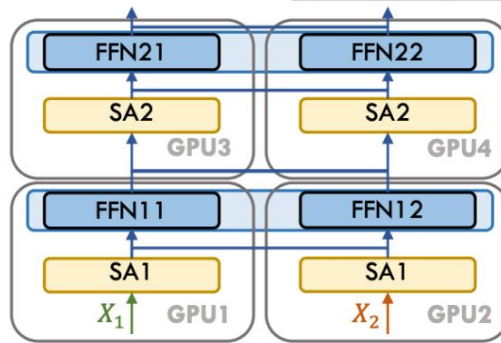 FFN21 FFN22
SA2 SA2
GPU3 GPU4
FFN11 FFN12
SA1 SA1
X₁ GPU1 X₂ GPU2